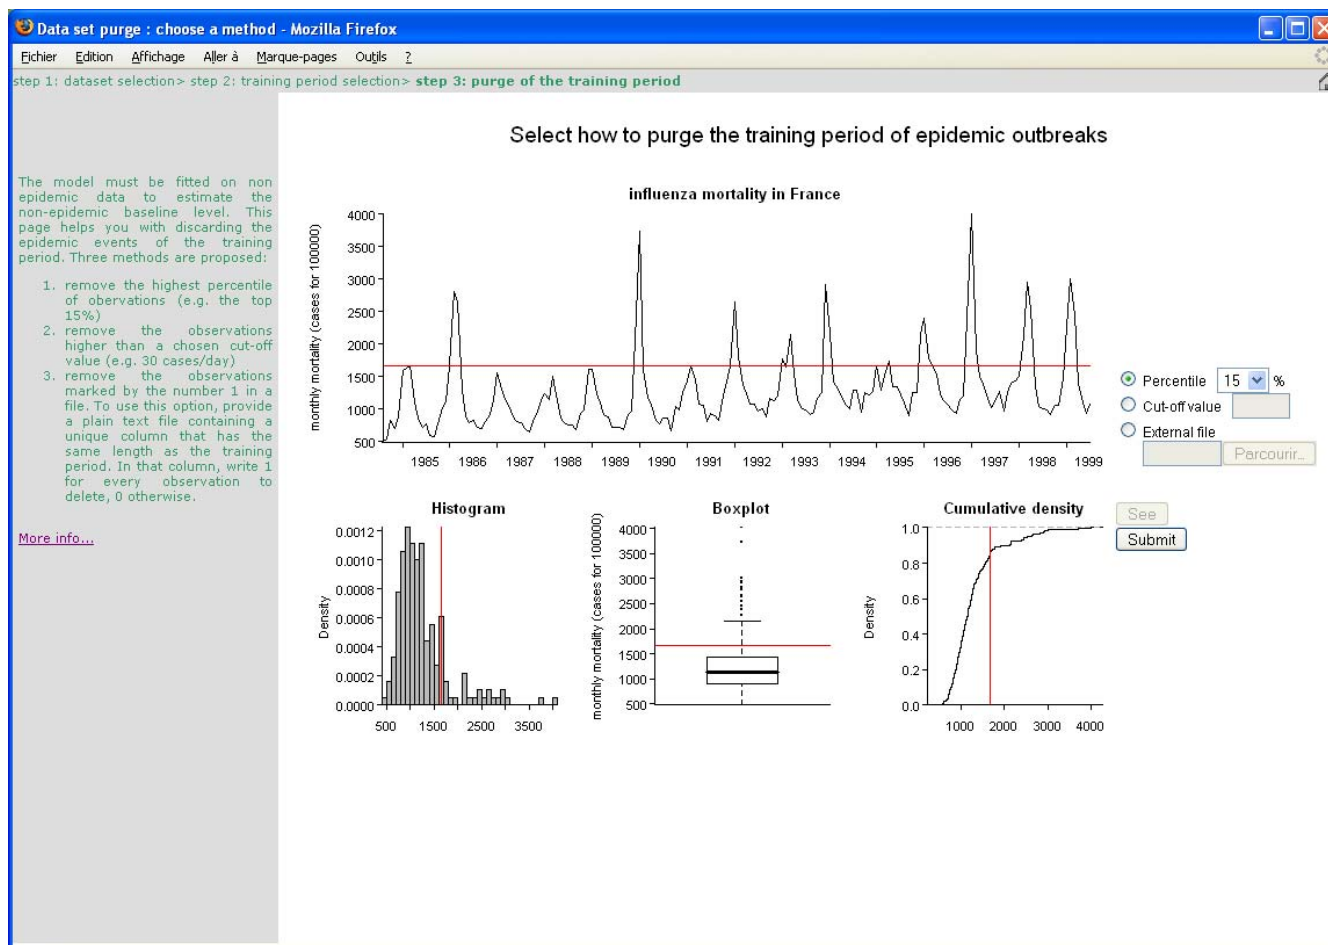 Data set purge : choose a method - Mozilla Firefox
Fichier Edition Affichage Aller à Marque-pages Outils ?
step 1: dataset selection> step 2: training period selection> step 3: purge of the training period
Select how to purge the training period of epidemic outbreaks
The model must be fitted on non
epidemic data to estimate the
non-epidemic baseline level. This
page helps you with discarding the
epidemic events of the training
period. Three methods are proposed:
1. remove the highest percentile
of obervations (e.g. the top
15%)
2. remove the observations
higher than a chosen cut-off
value (e.g. 30 cases/day)
3. remove the observations
marked by the number 1 in a
file. To use this option, provide
a plain text file containing a
unique column that has the
same length as the training
period. In that column, write 1
for every observation to
delete, 0 otherwise.
More info...
influenza mortality in France
monthly mortality (cases for 100000)
4000
3500
3000
2500
2000
1500
1000
500
1985 1986 1987 1988 1989 1990 1991 1992 1993 1994 1995 1996 1997 1998 1999
Percentile 15 %
Cut-off value
External file
Parcourir...
See
Submit
Histogram
Density
0.0012
0.0010
0.0008
0.0006
0.0004
0.0002
0.0000
500 1500 2500 3500
Boxplot
monthly mortality (cases for 100000)
4000
3500
3000
2500
2000
1500
1000
500
Cumulative density
Density
1.0
0.8
0.6
0.4
0.2
0.0
1000 2000 3000 4000